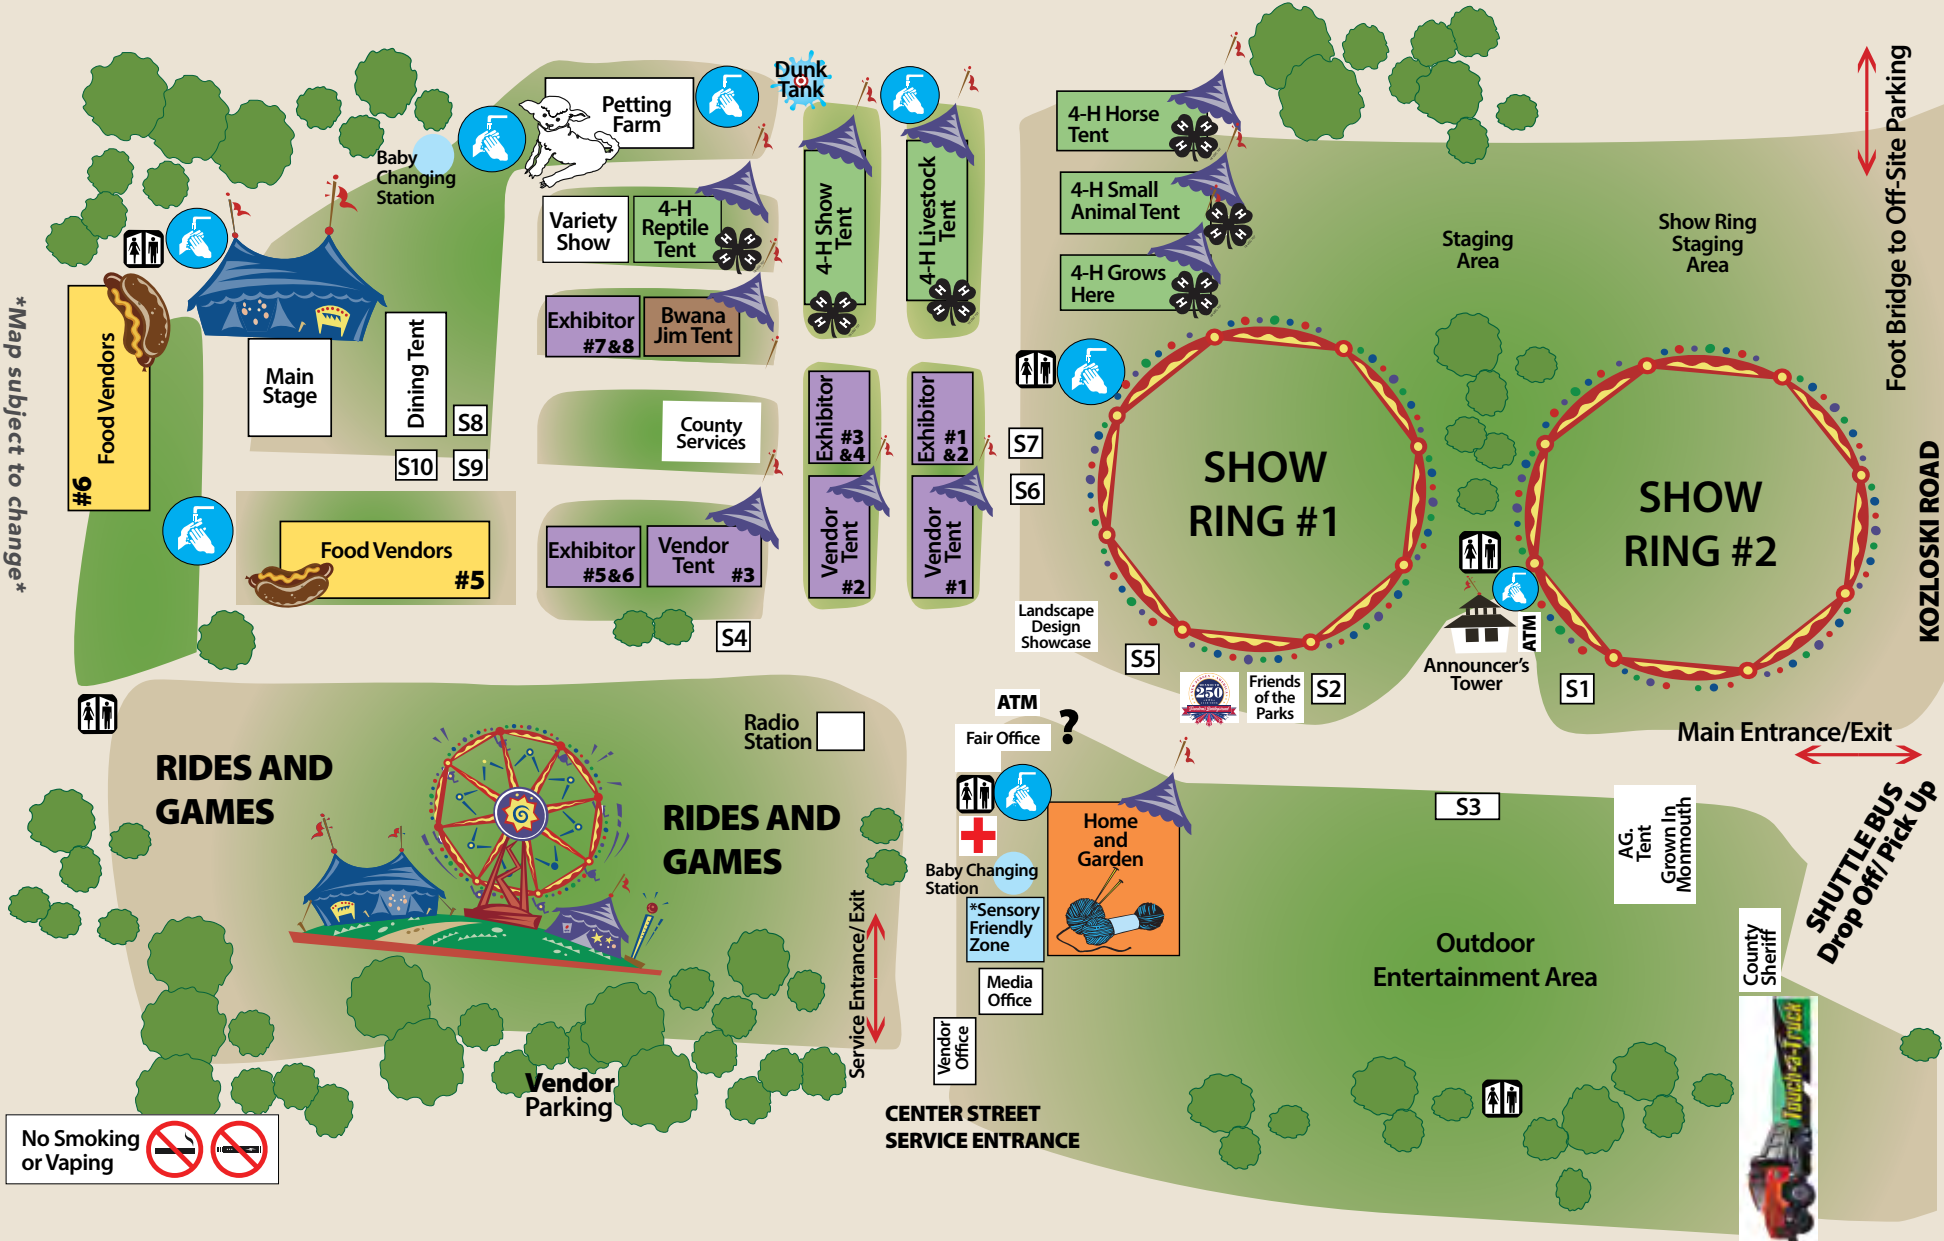 *Map subject to change*
Baby
Changing
Station
Petting
Farm
Dunk
Tank
Variety
Show
4-H
Reptile
Tent
Exhibitor
#7&8
Bwana
Jim Tent
County
Services
Exhibitor
#5&6
Vendor
Tent
#3
4-H Show
Tent
4-H Livestock
Tent
Exhibitor
#3
&4
Exhibitor
#1
&2
Vendor
Tent
#2
Vendor
Tent
#1
4-H Horse
Tent
4-H Small
Animal Tent
4-H Grows
Here
Staging
Area
Show Ring
Staging
Area
Foot Bridge to Off-Site Parking
KOZLOSKI ROAD
Food Vendors
#6
Main
Stage
Dining Tent
S8
S10
S9
Food Vendors
#5
S4
S7
S6
SHOW
RING #1
SHOW
RING #2
Landscape
Design
Showcase
S5
250
Friends
of the
Parks
S2
Announcer's
Tower
ATM
S1
Main Entrance/Exit
RIDES AND
GAMES
RIDES AND
GAMES
Radio
Station
Service Entrance/ Exit
Vendor
Parking
No Smoking
or Vaping
ATM
Fair Office
?
Baby Changing
Station
*Sensory
Friendly
Zone
Media
Office
Vendor
Office
Home
and
Garden
CENTER STREET
SERVICE ENTRANCE
S3
AG.
Tent
Grown In
Monmouth
SHUTTLE BUS
Drop Off/ Pick Up
County
Sheriff
Outdoor
Entertainment Area
Touch-a-Truck